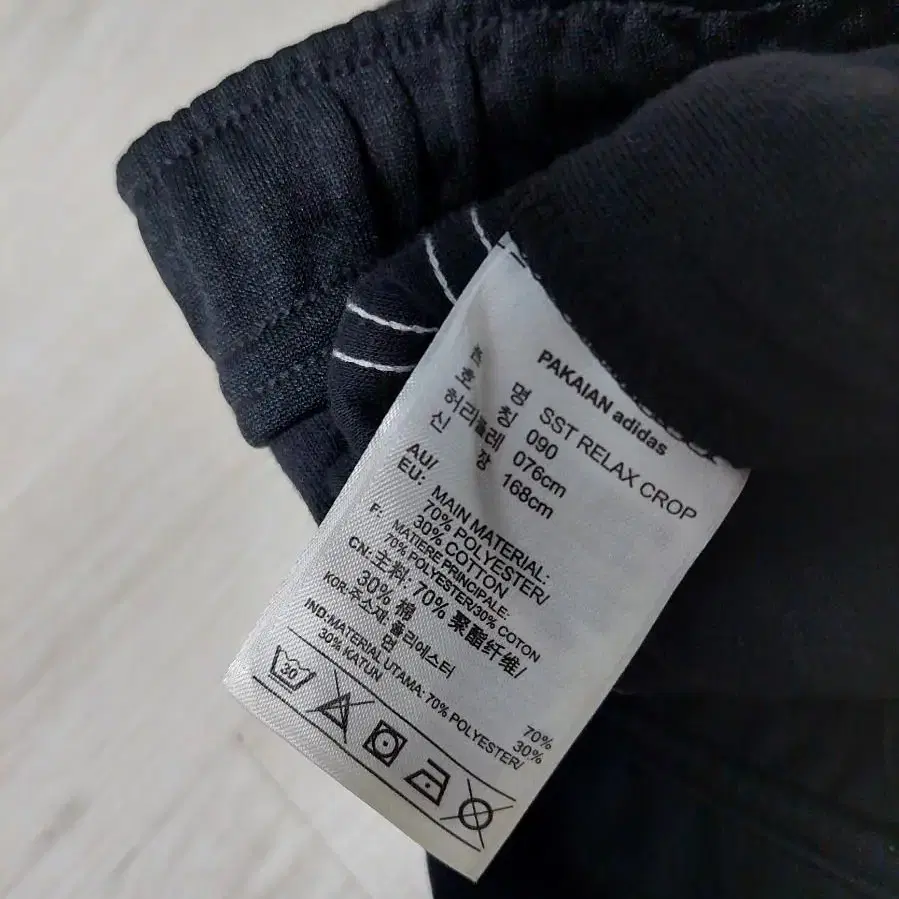 PAKAIAN adidas
품 명 SST RELAX CROP
호 칭 090
허리둘레 076cm
신 장 168cm
AU/
EU: MAIN MATERIAL:
70% POLYESTER/
30% COTTON
F: MATIERE PRINCIPALE:
70% POLYESTER/30% COTON
CN: 主料: 70% 聚酯纤维/
30% 棉
KOR:주소재: 폴리에스터 70%
면 30%
IND:MATERIAL UTAMA: 70% POLYESTER/
30% KATUN
30